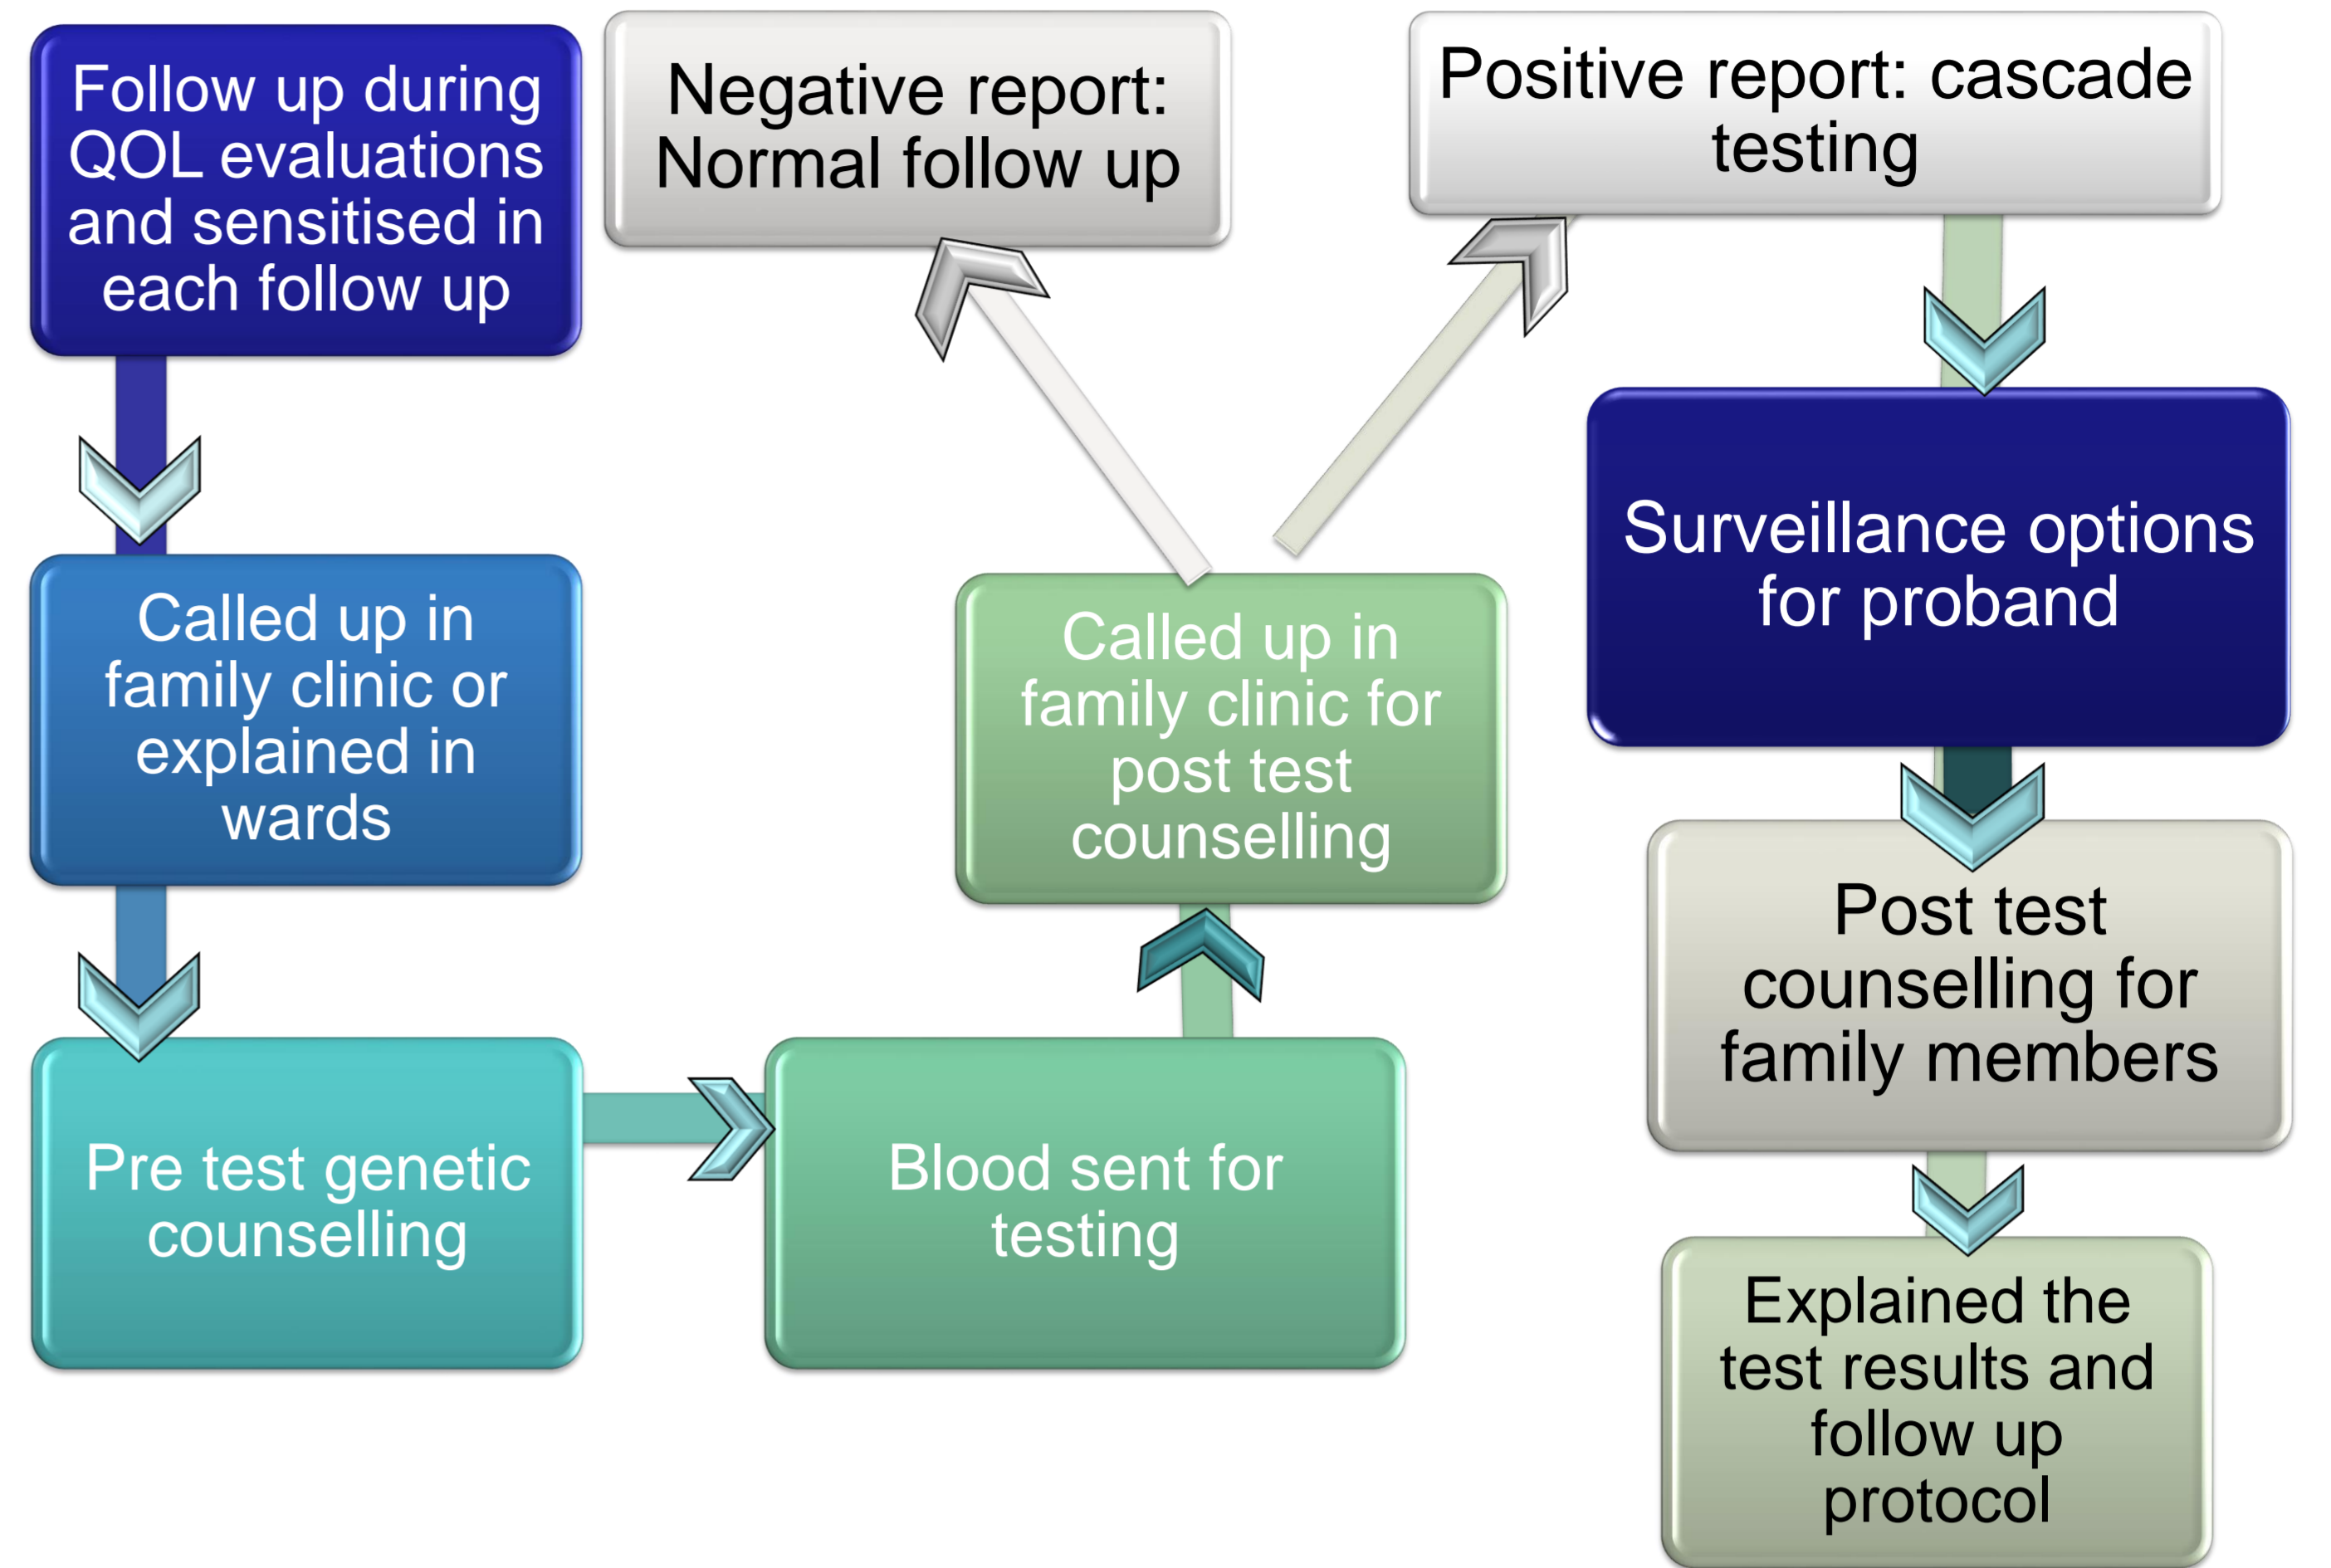 Follow up during
QOL evaluations
and sensitised in
each follow up
Called up in
family clinic or
explained in
wards
Pre test genetic
counselling
Blood sent for
testing
Called up in
family clinic for
post test
counselling
Negative report:
Normal follow up
Positive report: cascade
testing
Surveillance options
for proband
Post test
counselling for
family members
Explained the
test results and
follow up
protocol